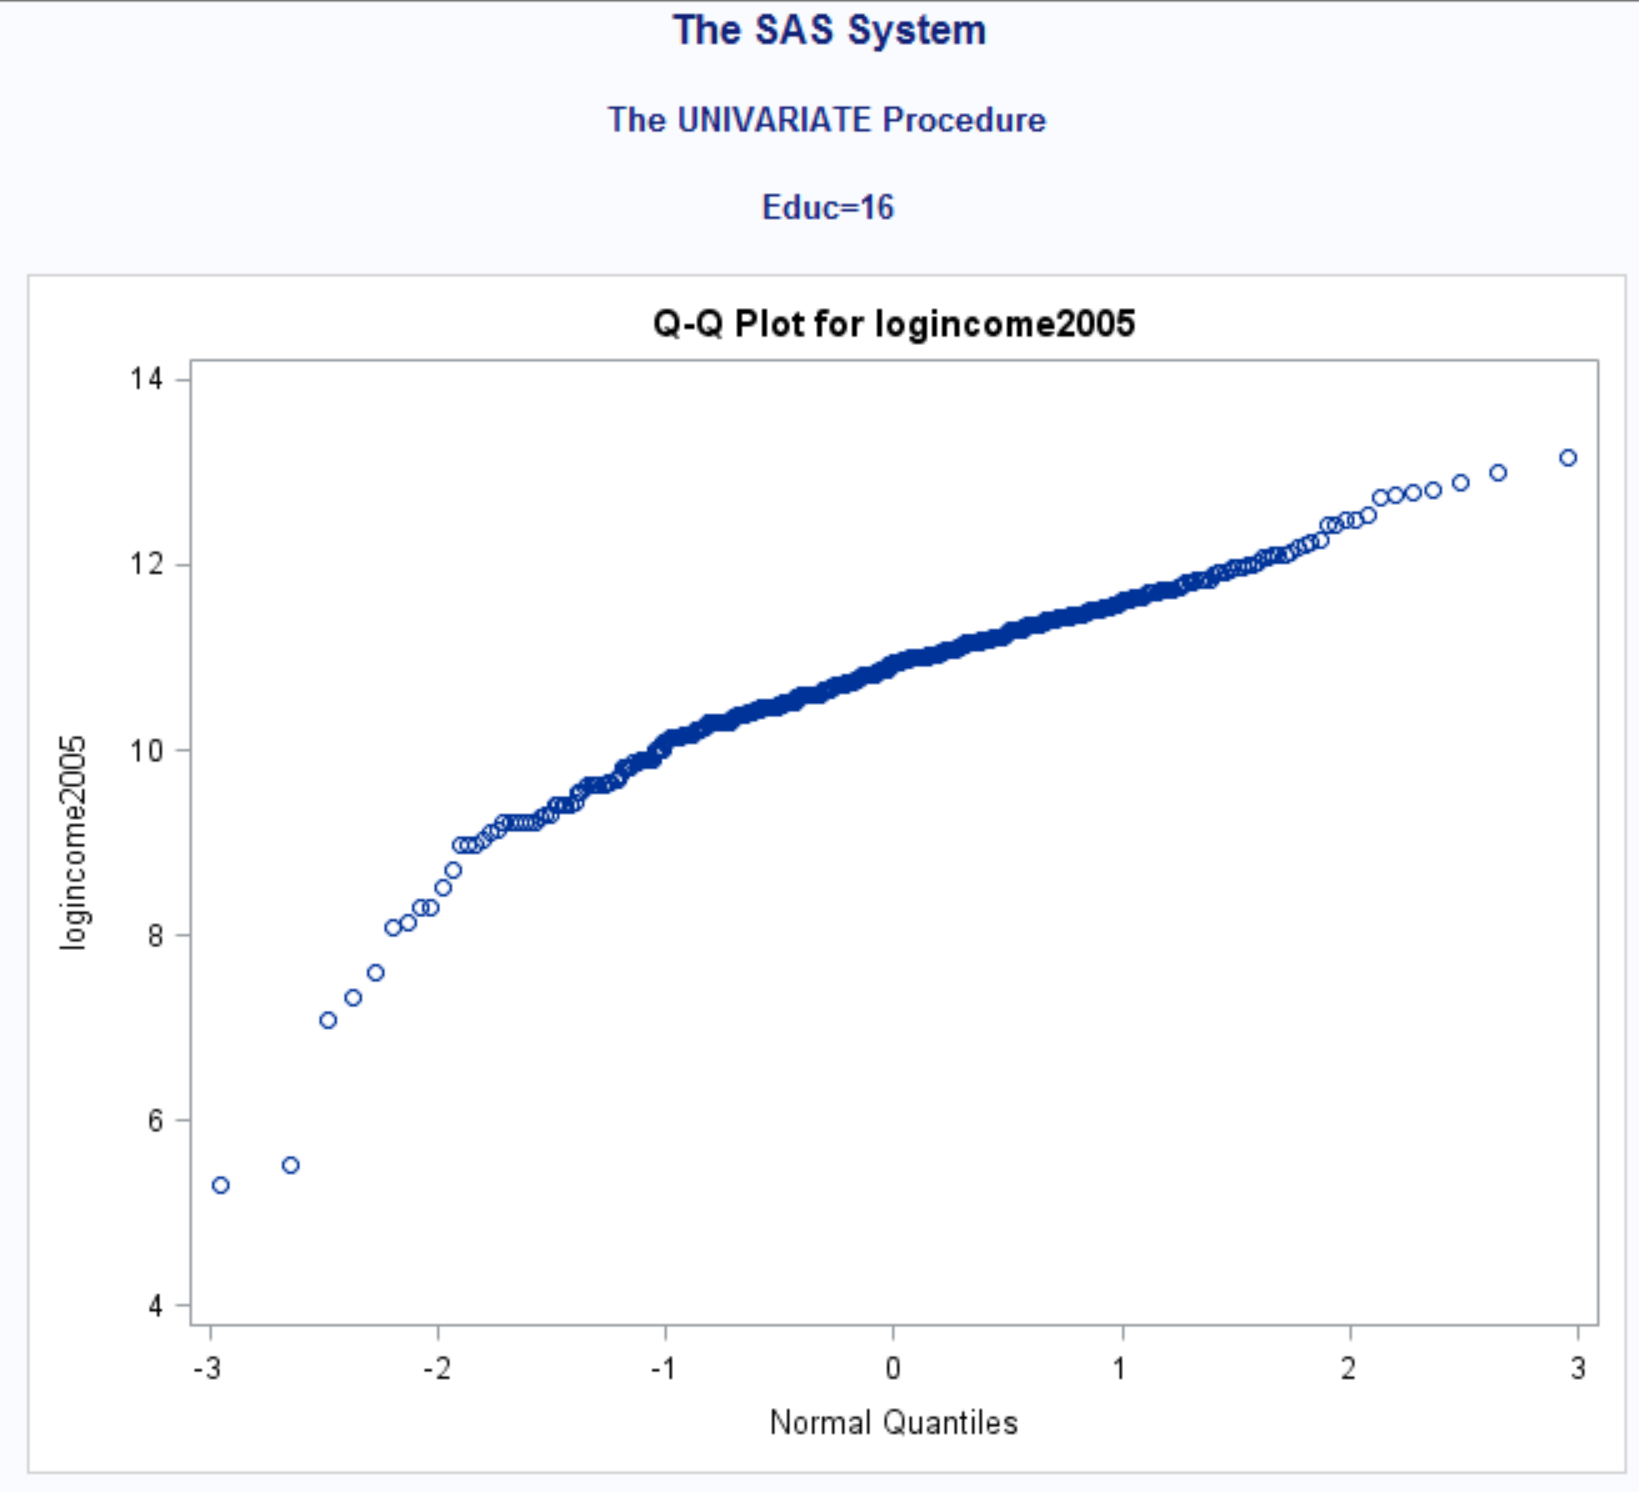 The SAS System
The UNIVARIATE Procedure
Educ=16
Q-Q Plot for logincome2005
14
12
10
8
6
4
logincome2005
-3 -2 -1 0 1 2 3
Normal Quantiles